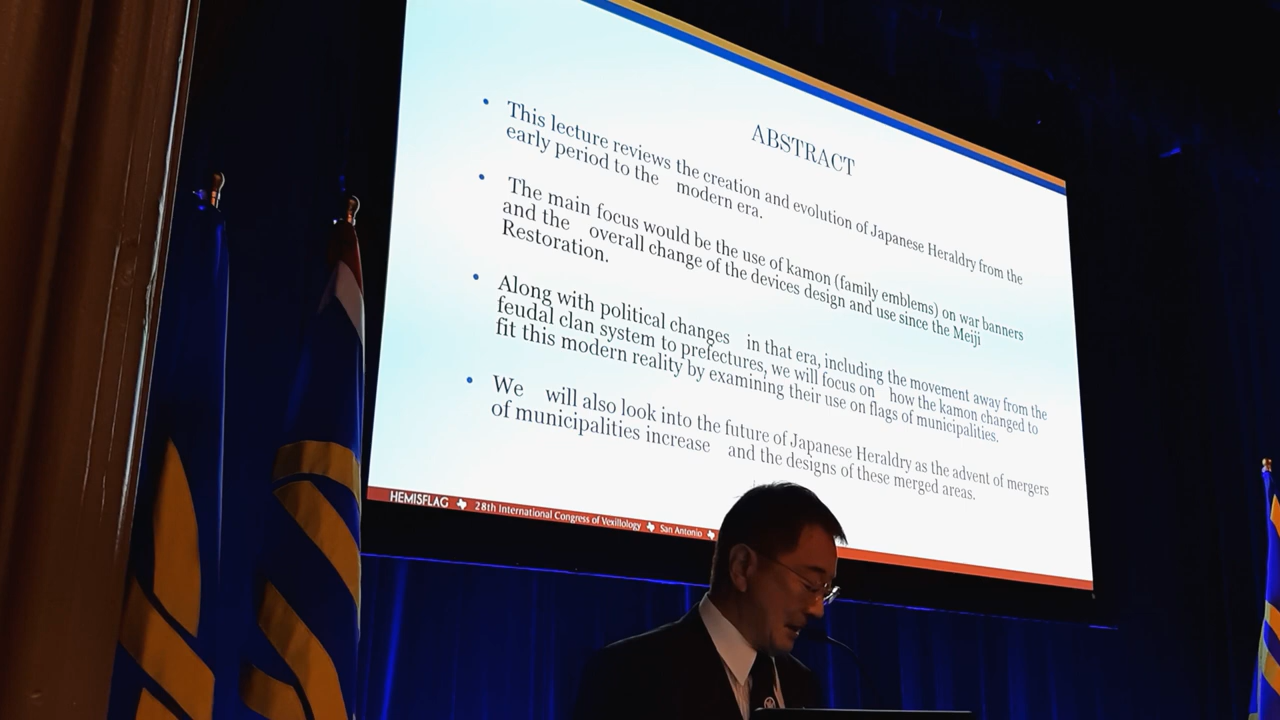 ABSTRACT
• This lecture reviews the creation and evolution of Japanese Heraldry from the
early period to the modern era.
• The main focus would be the use of kamon (family emblems) on war banners
and the overall change of the devices design and use since the Meiji
Restoration.
• Along with political changes in that era, including the movement away from the
feudal clan system to prefectures, we will focus on how the kamon changed to
fit this modern reality by examining their use on flags of municipalities.
• We will also look into the future of Japanese Heraldry as the advent of mergers
of municipalities increase and the designs of these merged areas.
HEMISFLAG 28th International Congress of Vexillology San Antonio